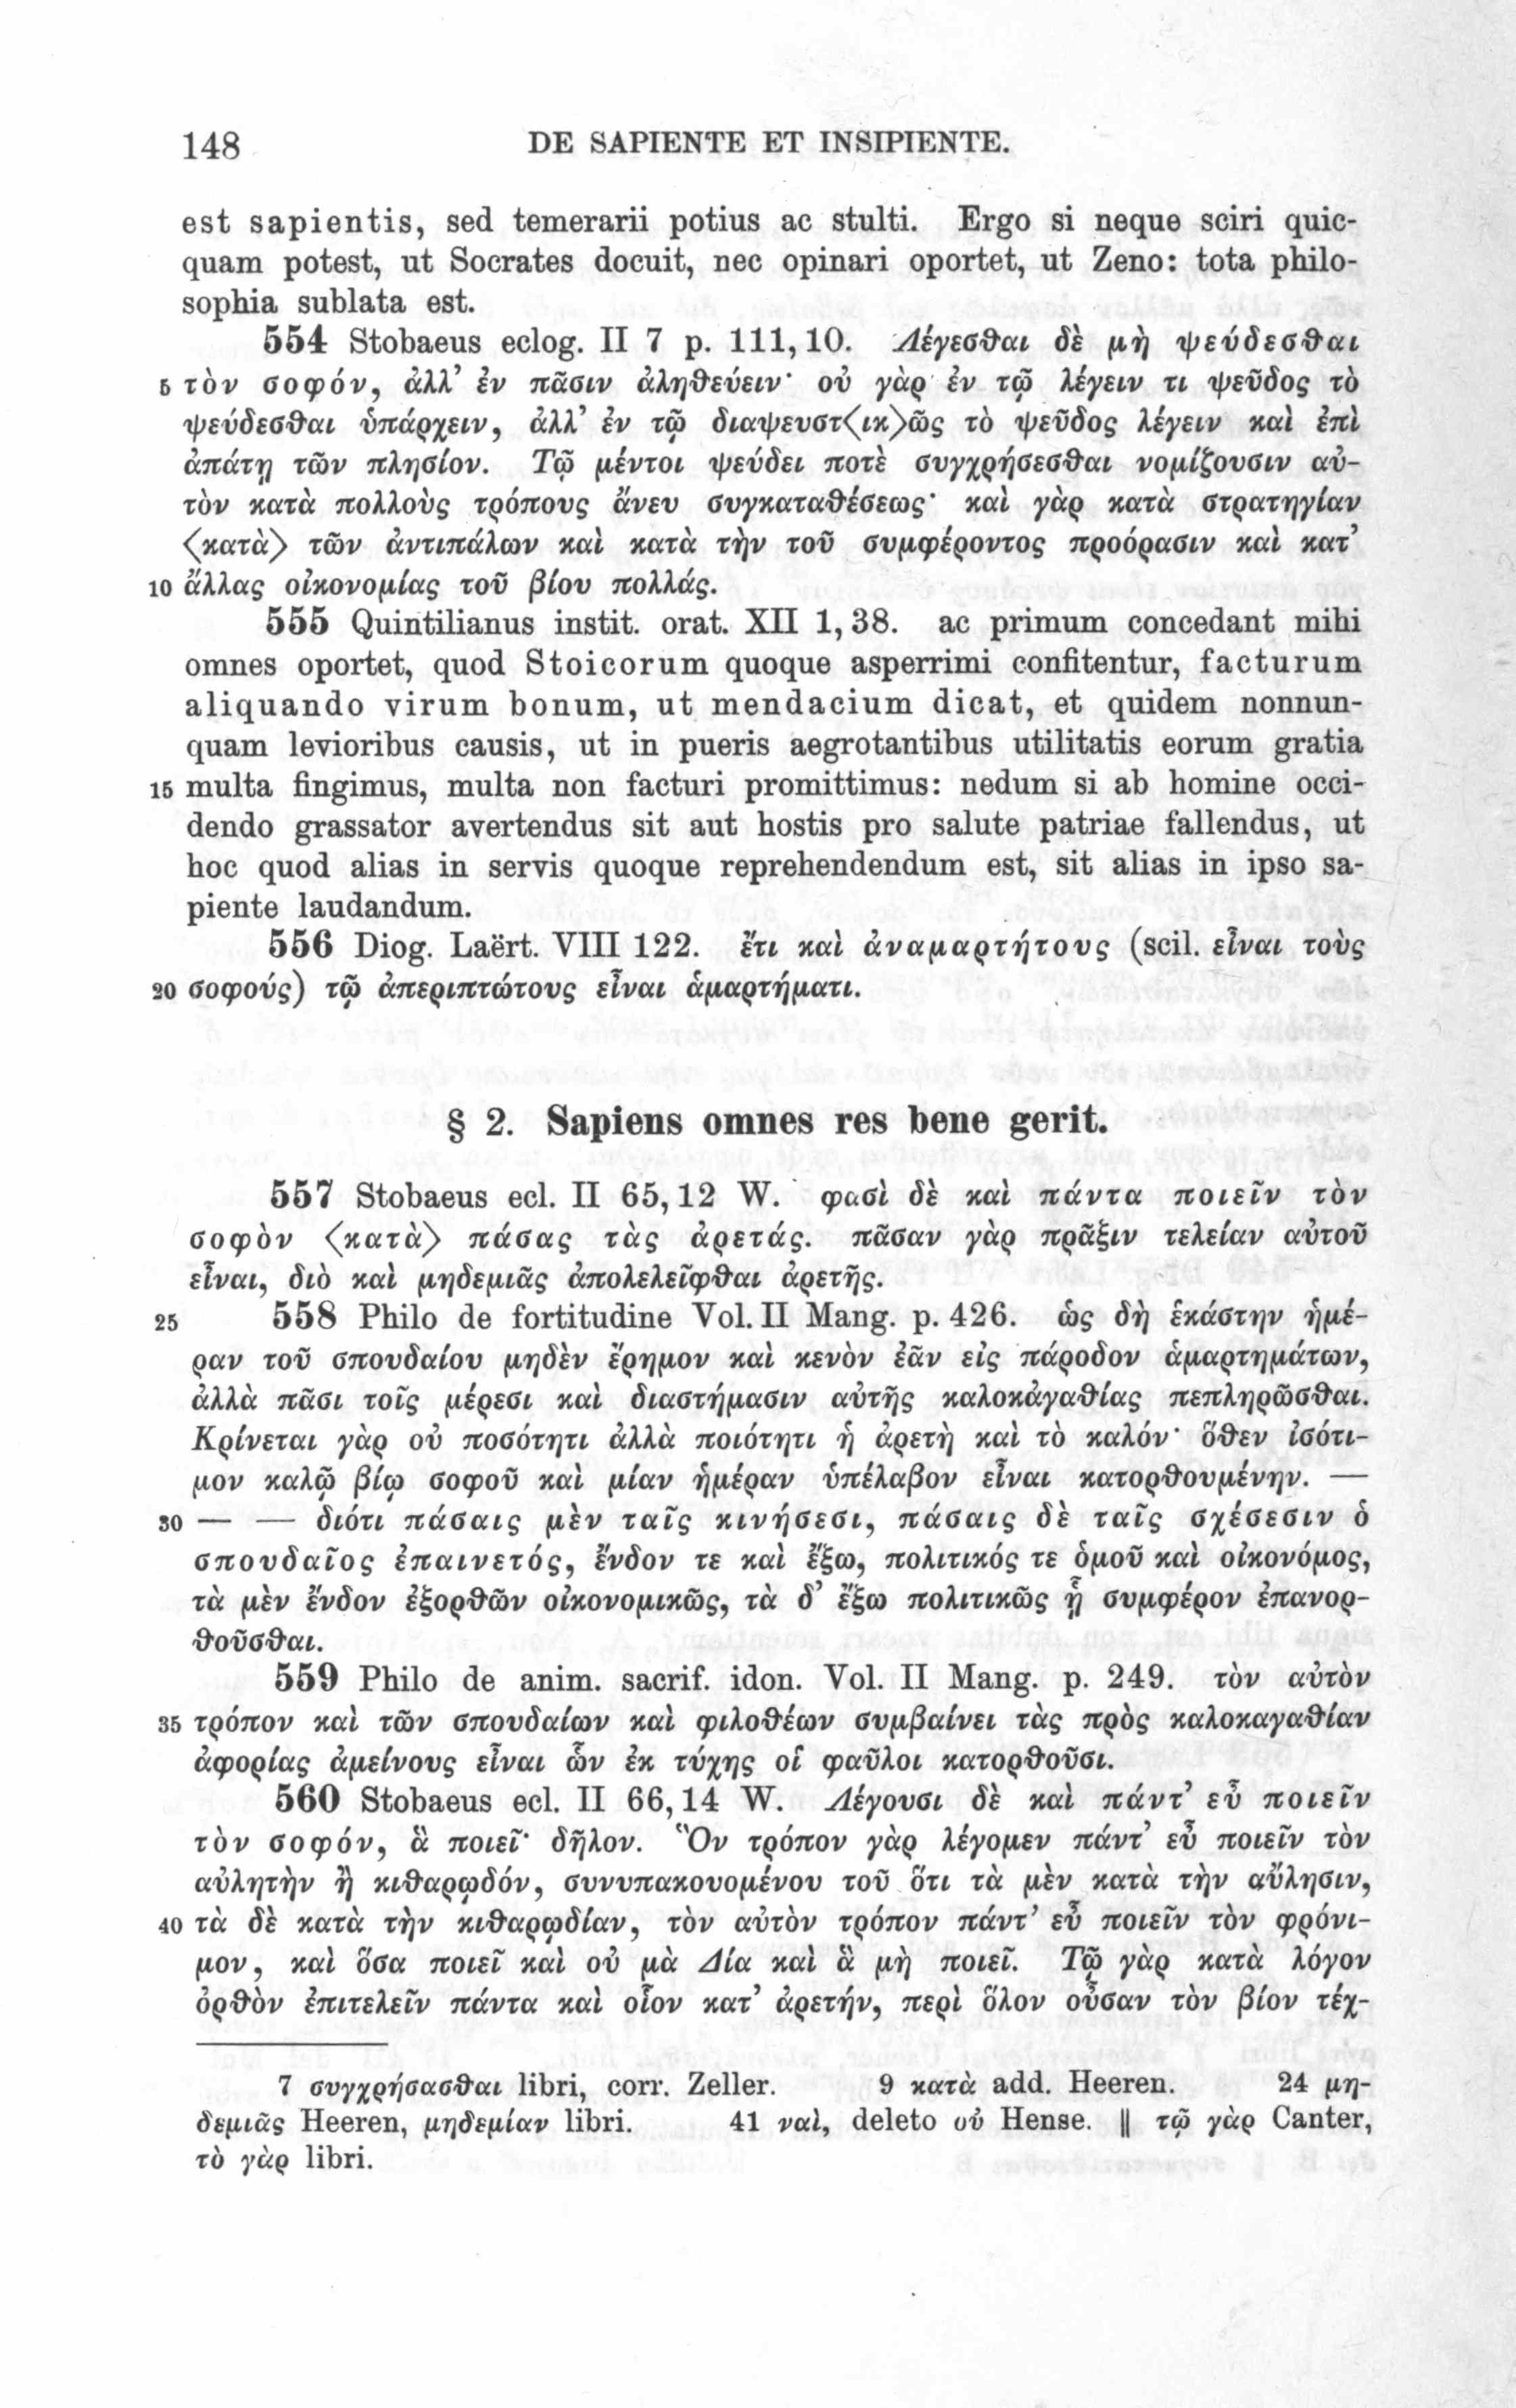 148 DE SAPIENTE ET INSIPIENTE.
est sapientis, sed temerarii potius ac stulti. Ergo si neque sciri quic-
quam potest, ut Socrates docuit, nec opinari oportet, ut Zeno: tota philo-
sophia sublata est.
554 Stobaeus eclog. II 7 p. 111,10. Λέγεσθαι δὲ μὴ ψεύδεσθαι
5 τὸν σοφόν, ἀλλ’ ἐν πᾶσιν ἀληθεύειν· οὐ γὰρ ἐν τῷ λέγειν τι ψεῦδος τὸ
ψεύδεσθαι ὑπάρχειν, ἀλλ’ ἐν τῷ διαψευστ〈ικ〉ῶς τὸ ψεῦδος λέγειν καὶ ἐπὶ
ἀπάτῃ τῶν πλησίον. Τῷ μέντοι ψεύδει ποτὲ συγχρήσεσθαι νομίζουσιν αὐ-
τὸν κατὰ πολλοὺς τρόπους ἄνευ συγκαταθέσεως· καὶ γὰρ κατὰ στρατηγίαν
〈κατὰ〉 τῶν ἀντιπάλων καὶ κατὰ τὴν τοῦ συμφέροντος προόρασιν καὶ κατ’
10 ἄλλας οἰκονομίας τοῦ βίου πολλάς.
555 Quintilianus instit. orat. XII 1, 38. ac primum concedant mihi
omnes oportet, quod Stoicorum quoque asperrimi confitentur, facturum
aliquando virum bonum, ut mendacium dicat, et quidem nonnun-
quam levioribus causis, ut in pueris aegrotantibus utilitatis eorum gratia
15 multa fingimus, multa non facturi promittimus: nedum si ab homine occi-
dendo grassator avertendus sit aut hostis pro salute patriae fallendus, ut
hoc quod alias in servis quoque reprehendendum est, sit alias in ipso sa-
piente laudandum.
556 Diog. Laërt. VIII 122. ἔτι καὶ ἀναμαρτήτους (scil. εἶναι τοὺς
20 σοφούς) τῷ ἀπεριπτώτους εἶναι ἁμαρτήματι.
§ 2. Sapiens omnes res bene gerit.
557 Stobaeus ecl. II 65,12 W. φασὶ δὲ καὶ πάντα ποιεῖν τὸν
σοφὸν 〈κατὰ〉 πάσας τὰς ἀρετάς. πᾶσαν γὰρ πρᾶξιν τελείαν αὐτοῦ
εἶναι, διὸ καὶ μηδεμιᾶς ἀπολελεῖφθαι ἀρετῆς.
25 558 Philo de fortitudine Vol. II Mang. p. 426. ὡς δὴ ἑκάστην ἡμέ-
ραν τοῦ σπουδαίου μηδὲν ἔρημον καὶ κενὸν ἐᾶν εἰς πάροδον ἁμαρτημάτων,
ἀλλὰ πᾶσι τοῖς μέρεσι καὶ διαστήμασιν αὐτῆς καλοκἀγαθίας πεπληρῶσθαι.
Κρίνεται γὰρ οὐ ποσότητι ἀλλὰ ποιότητι ἡ ἀρετὴ καὶ τὸ καλόν· ὅθεν ἰσότι-
μον καλῷ βίῳ σοφοῦ καὶ μίαν ἡμέραν ὑπέλαβον εἶναι κατορθουμένην. —
30 — — διότι πάσαις μὲν ταῖς κινήσεσι, πάσαις δὲ ταῖς σχέσεσιν ὁ
σπουδαῖος ἐπαινετός, ἔνδον τε καὶ ἔξω, πολιτικός τε ὁμοῦ καὶ οἰκονόμος,
τὰ μὲν ἔνδον ἐξορθῶν οἰκονομικῶς, τὰ δ’ ἔξω πολιτικῶς ᾗ συμφέρον ἐπανορ-
θοῦσθαι.
559 Philo de anim. sacrif. idon. Vol. II Mang. p. 249. τὸν αὐτὸν
35 τρόπον καὶ τῶν σπουδαίων καὶ φιλοθέων συμβαίνει τὰς πρὸς καλοκαγαθίαν
ἀφορίας ἀμείνους εἶναι ὧν ἐκ τύχης οἱ φαῦλοι κατορθοῦσι.
560 Stobaeus ecl. II 66,14 W. Λέγουσι δὲ καὶ πάντ’ εὖ ποιεῖν
τὸν σοφόν, ἃ ποιεῖ· δῆλον. Ὃν τρόπον γὰρ λέγομεν πάντ’ εὖ ποιεῖν τὸν
αὐλητὴν ἢ κιθαρῳδόν, συνυπακουομένου τοῦ ὅτι τὰ μὲν κατὰ τὴν αὔλησιν,
40 τὰ δὲ κατὰ τὴν κιθαρῳδίαν, τὸν αὐτὸν τρόπον πάντ’ εὖ ποιεῖν τὸν φρόνι-
μον, καὶ ὅσα ποιεῖ καὶ οὐ μὰ Δία καὶ ἃ μὴ ποιεῖ. Τῷ γὰρ κατὰ λόγον
ὀρθὸν ἐπιτελεῖν πάντα καὶ οἷον κατ’ ἀρετήν, περὶ ὅλον οὖσαν τὸν βίον τέχ-
7 συγχρήσασθαι libri, corr. Zeller. 9 κατὰ add. Heeren. 24 μη-
δεμιᾶς Heeren, μηδεμίαν libri. 41 ναὶ, deleto οὐ Hense. || τῷ γὰρ Canter,
τὸ γὰρ libri.